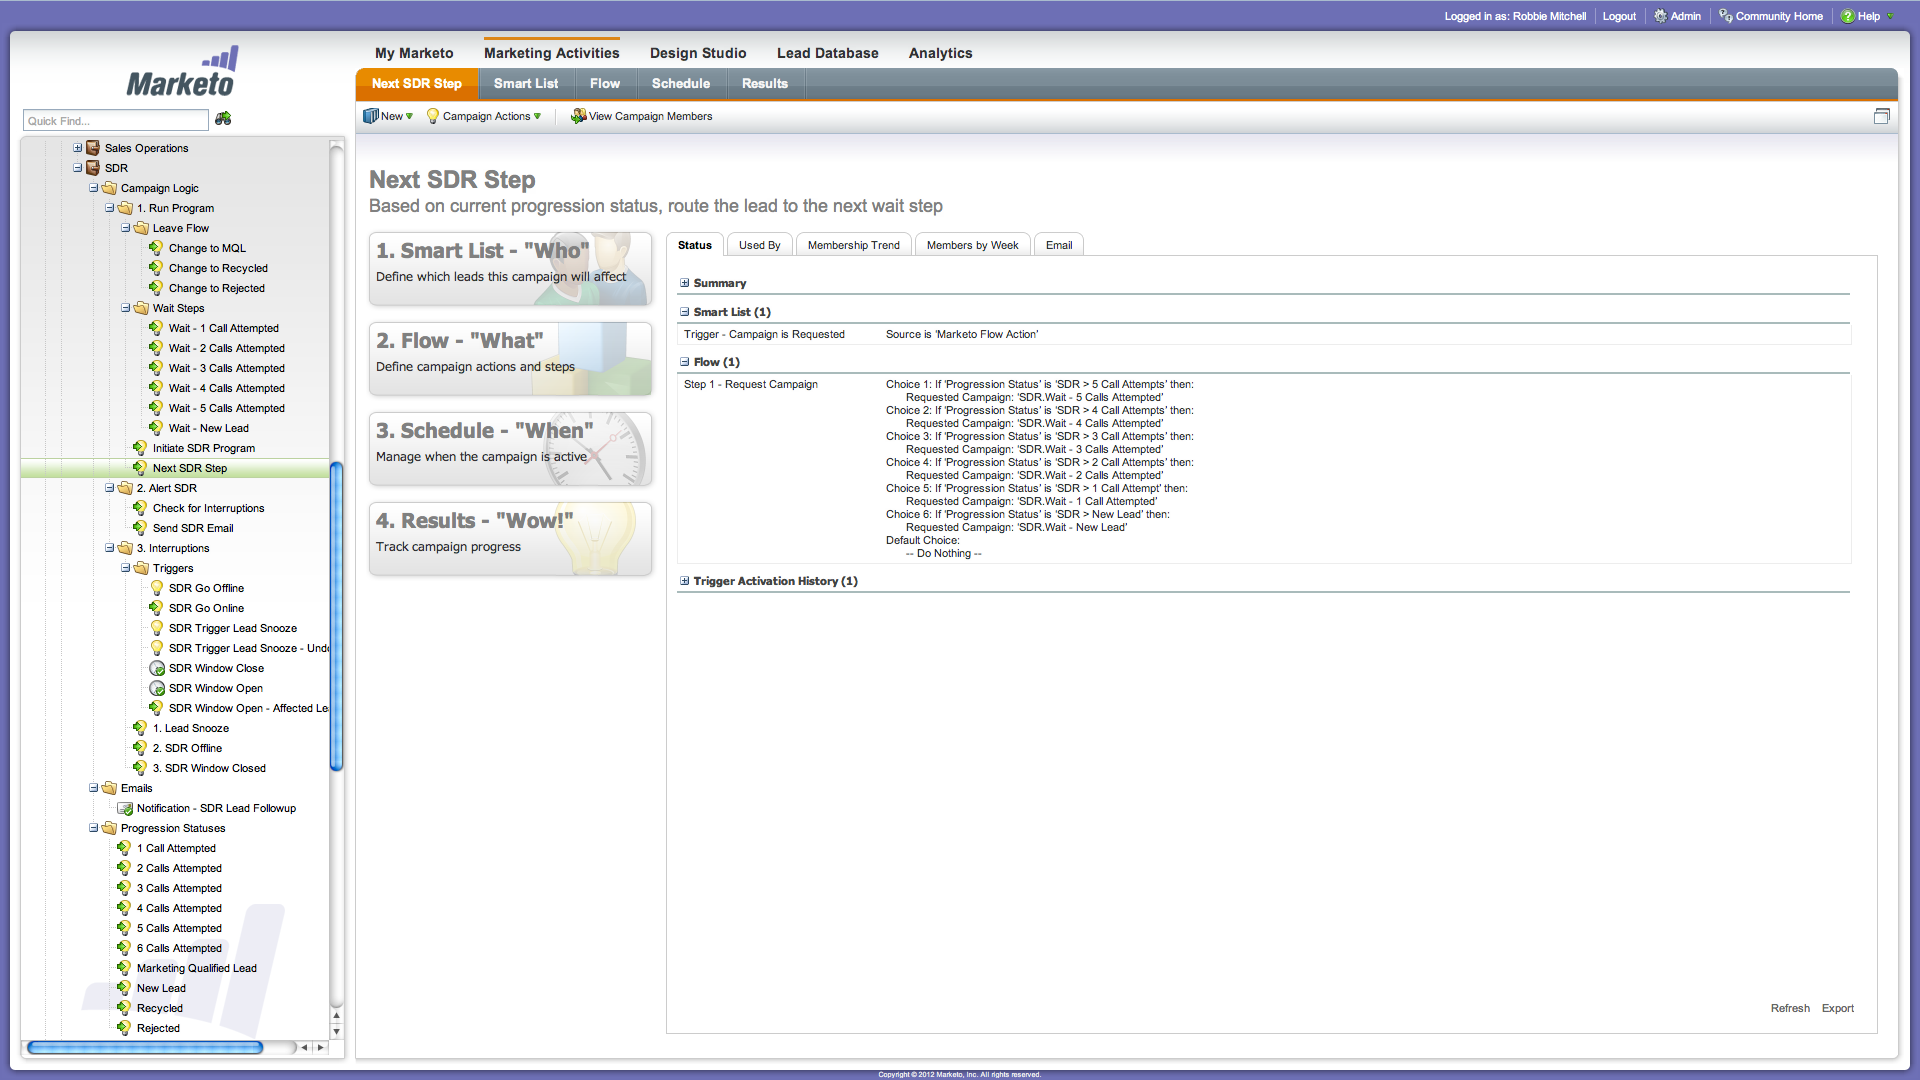 Logged in as: Robbie Mitchell
Logout
Admin
Community Home
Help
Marketo
My Marketo
Marketing Activities
Design Studio
Lead Database
Analytics
Next SDR Step
Smart List
Flow
Schedule
Results
Quick Find...
New
Campaign Actions
View Campaign Members
Sales Operations
SDR
Campaign Logic
1. Run Program
Leave Flow
Change to MQL
Change to Recycled
Change to Rejected
Wait Steps
Wait - 1 Call Attempted
Wait - 2 Calls Attempted
Wait - 3 Calls Attempted
Wait - 4 Calls Attempted
Wait - 5 Calls Attempted
Wait - New Lead
Initiate SDR Program
Next SDR Step
2. Alert SDR
Check for Interruptions
Send SDR Email
3. Interruptions
Triggers
SDR Go Offline
SDR Go Online
SDR Trigger Lead Snooze
SDR Trigger Lead Snooze - Undo
SDR Window Close
SDR Window Open
SDR Window Open - Affected Le
1. Lead Snooze
2. SDR Offline
3. SDR Window Closed
Emails
Notification - SDR Lead Followup
Progression Statuses
1 Call Attempted
2 Calls Attempted
3 Calls Attempted
4 Calls Attempted
5 Calls Attempted
6 Calls Attempted
Marketing Qualified Lead
New Lead
Recycled
Rejected
Next SDR Step
Based on current progression status, route the lead to the next wait step
1. Smart List - "Who"
Define which leads this campaign will affect
2. Flow - "What"
Define campaign actions and steps
3. Schedule - "When"
Manage when the campaign is active
4. Results - "Wow!"
Track campaign progress
Status
Used By
Membership Trend
Members by Week
Email
Summary
Smart List (1)
Trigger - Campaign is Requested
Source is 'Marketo Flow Action'
Flow (1)
Step 1 - Request Campaign
Choice 1: If 'Progression Status' is 'SDR > 5 Call Attempts' then:
Requested Campaign: 'SDR.Wait - 5 Calls Attempted'
Choice 2: If 'Progression Status' is 'SDR > 4 Call Attempts' then:
Requested Campaign: 'SDR.Wait - 4 Calls Attempted'
Choice 3: If 'Progression Status' is 'SDR > 3 Call Attempts' then:
Requested Campaign: 'SDR.Wait - 3 Calls Attempted'
Choice 4: If 'Progression Status' is 'SDR > 2 Call Attempts' then:
Requested Campaign: 'SDR.Wait - 2 Calls Attempted'
Choice 5: If 'Progression Status' is 'SDR > 1 Call Attempt' then:
Requested Campaign: 'SDR.Wait - 1 Call Attempted'
Choice 6: If 'Progression Status' is 'SDR > New Lead' then:
Requested Campaign: 'SDR.Wait - New Lead'
Default Choice:
-- Do Nothing --
Trigger Activation History (1)
Refresh
Export
Copyright © 2012 Marketo, Inc. All rights reserved.